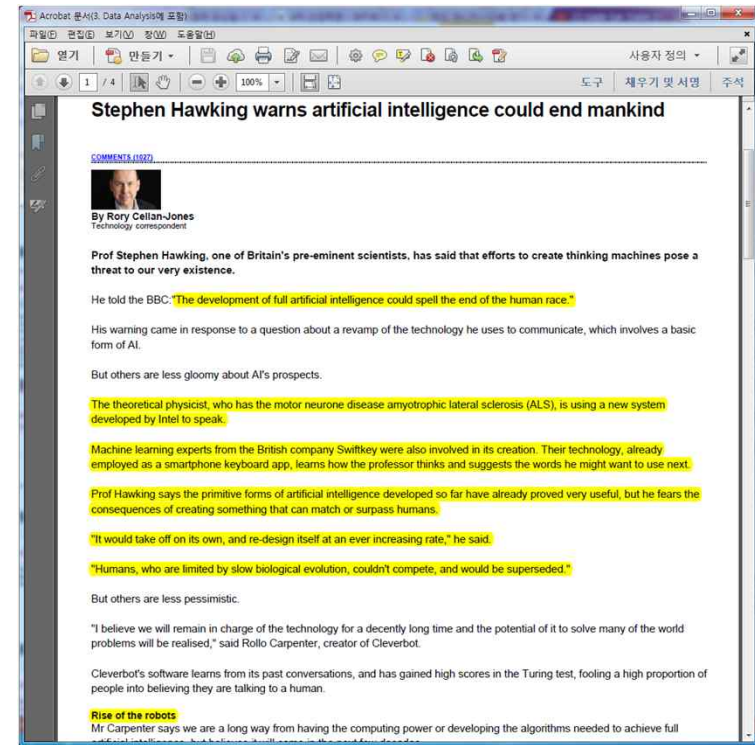 Acrobat 문서(3. Data Analysis에 포함)
파일(F) 편집(E) 보기(V) 창(W) 도움말(H)
열기 만들기 사용자 정의
1 / 4 100% 도구 채우기 및 서명 주석
Stephen Hawking warns artificial intelligence could end mankind
COMMENTS (1027)
By Rory Cellan-Jones
Technology correspondent
Prof Stephen Hawking, one of Britain's pre-eminent scientists, has said that efforts to create thinking machines pose a
threat to our very existence.
He told the BBC:"The development of full artificial intelligence could spell the end of the human race."
His warning came in response to a question about a revamp of the technology he uses to communicate, which involves a basic
form of AI.
But others are less gloomy about AI's prospects.
The theoretical physicist, who has the motor neurone disease amyotrophic lateral sclerosis (ALS), is using a new system
developed by Intel to speak.
Machine learning experts from the British company Swiftkey were also involved in its creation. Their technology, already
employed as a smartphone keyboard app, learns how the professor thinks and suggests the words he might want to use next.
Prof Hawking says the primitive forms of artificial intelligence developed so far have already proved very useful, but he fears the
consequences of creating something that can match or surpass humans.
"It would take off on its own, and re-design itself at an ever increasing rate," he said.
"Humans, who are limited by slow biological evolution, couldn't compete, and would be superseded."
But others are less pessimistic.
"I believe we will remain in charge of the technology for a decently long time and the potential of it to solve many of the world
problems will be realised," said Rollo Carpenter, creator of Cleverbot.
Cleverbot's software learns from its past conversations, and has gained high scores in the Turing test, fooling a high proportion of
people into believing they are talking to a human.
Rise of the robots
Mr Carpenter says we are a long way from having the computing power or developing the algorithms needed to achieve full